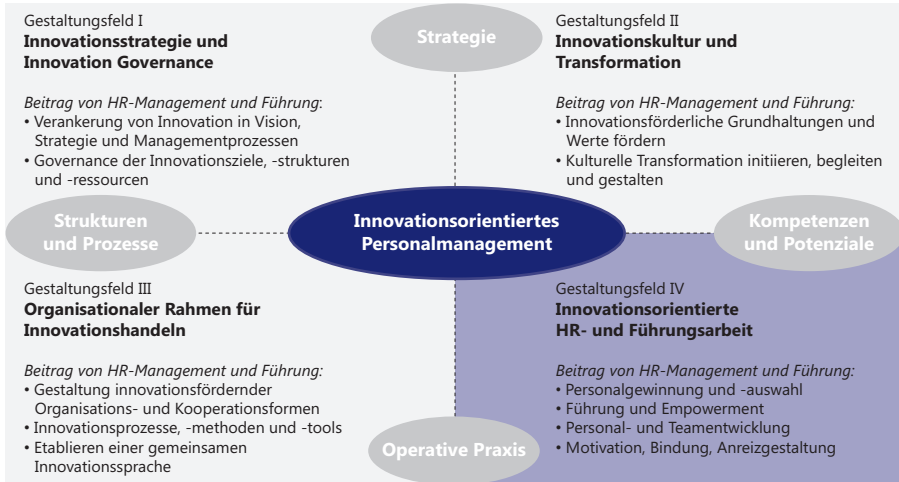 Gestaltungsfeld I
Innovationsstrategie und
Innovation Governance
Beitrag von HR-Management und Führung:
• Verankerung von Innovation in Vision,
Strategie und Managementprozessen
• Governance der Innovationsziele, -strukturen
und -ressourcen
Strategie
Gestaltungsfeld II
Innovationskultur und
Transformation
Beitrag von HR-Management und Führung:
• Innovationsförderliche Grundhaltungen und
Werte fördern
• Kulturelle Transformation initiieren, begleiten
und gestalten
Strukturen
und Prozesse
Innovationsorientiertes
Personalmanagement
Kompetenzen
und Potenziale
Gestaltungsfeld III
Organisationaler Rahmen für
Innovationshandeln
Beitrag von HR-Management und Führung:
• Gestaltung innovationsfördernder
Organisations- und Kooperationsformen
• Innovationsprozesse, -methoden und -tools
• Etablieren einer gemeinsamen
Innovationssprache
Operative Praxis
Gestaltungsfeld IV
Innovationsorientierte
HR- und Führungsarbeit
Beitrag von HR-Management und Führung:
• Personalgewinnung und -auswahl
• Führung und Empowerment
• Personal- und Teamentwicklung
• Motivation, Bindung, Anreizgestaltung